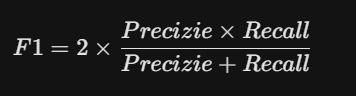 F1 = 2 × Precizie × Recall / Precizie + Recall